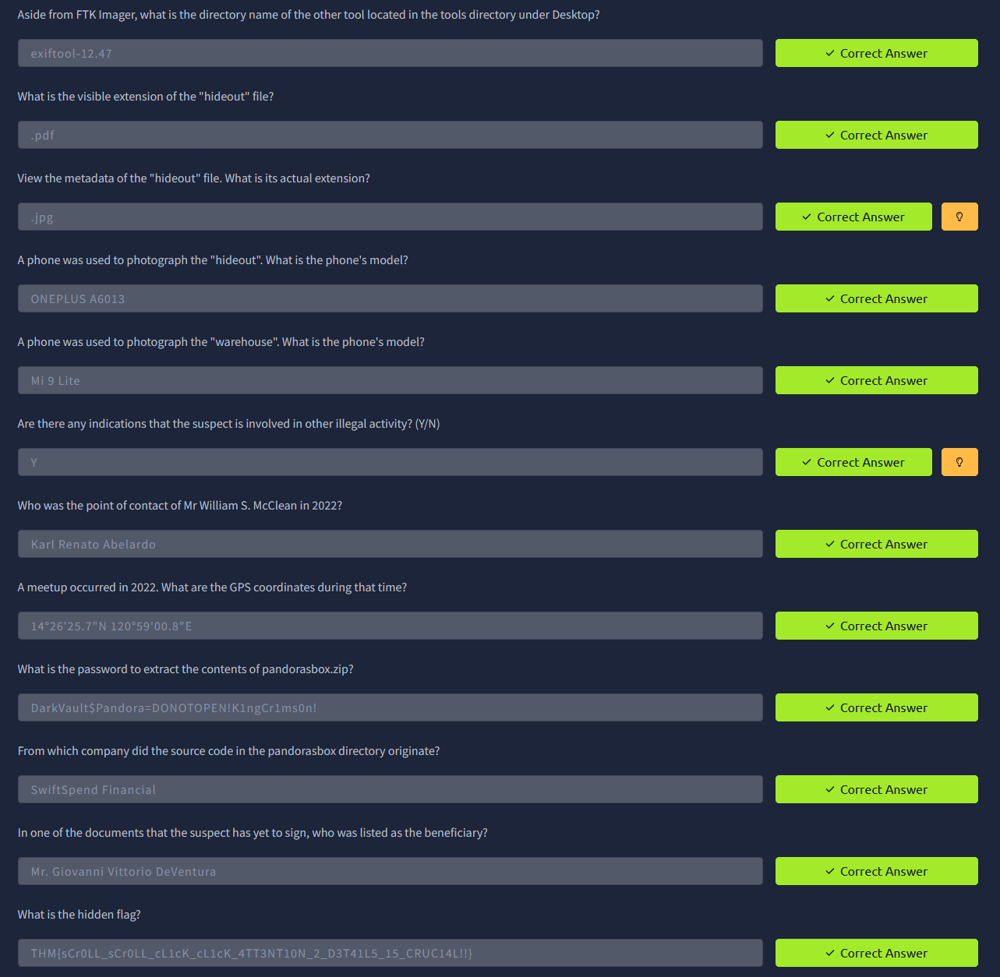 Aside from FTK Imager, what is the directory name of the other tool located in the tools directory under Desktop?
exiftool-12.47
Correct Answer
What is the visible extension of the "hideout" file?
.pdf
Correct Answer
View the metadata of the "hideout" file. What is its actual extension?
.jpg
Correct Answer
A phone was used to photograph the "hideout". What is the phone's model?
ONEPLUS A6013
Correct Answer
A phone was used to photograph the "warehouse". What is the phone's model?
Mi 9 Lite
Correct Answer
Are there any indications that the suspect is involved in other illegal activity? (Y/N)
Y
Correct Answer
Who was the point of contact of Mr William S. McClean in 2022?
Karl Renato Abelardo
Correct Answer
A meetup occurred in 2022. What are the GPS coordinates during that time?
14°26'25.7"N 120°59'00.8"E
Correct Answer
What is the password to extract the contents of pandorasbox.zip?
DarkVault$Pandora=DONOTOPEN!K1ngCr1ms0n!
Correct Answer
From which company did the source code in the pandorasbox directory originate?
SwiftSpend Financial
Correct Answer
In one of the documents that the suspect has yet to sign, who was listed as the beneficiary?
Mr. Giovanni Vittorio DeVentura
Correct Answer
What is the hidden flag?
THM{sCr0LL_sCr0LL_cL1cK_cL1cK_4TT3NT10N_2_D3T41L5_15_CRUC14L!!}
Correct Answer